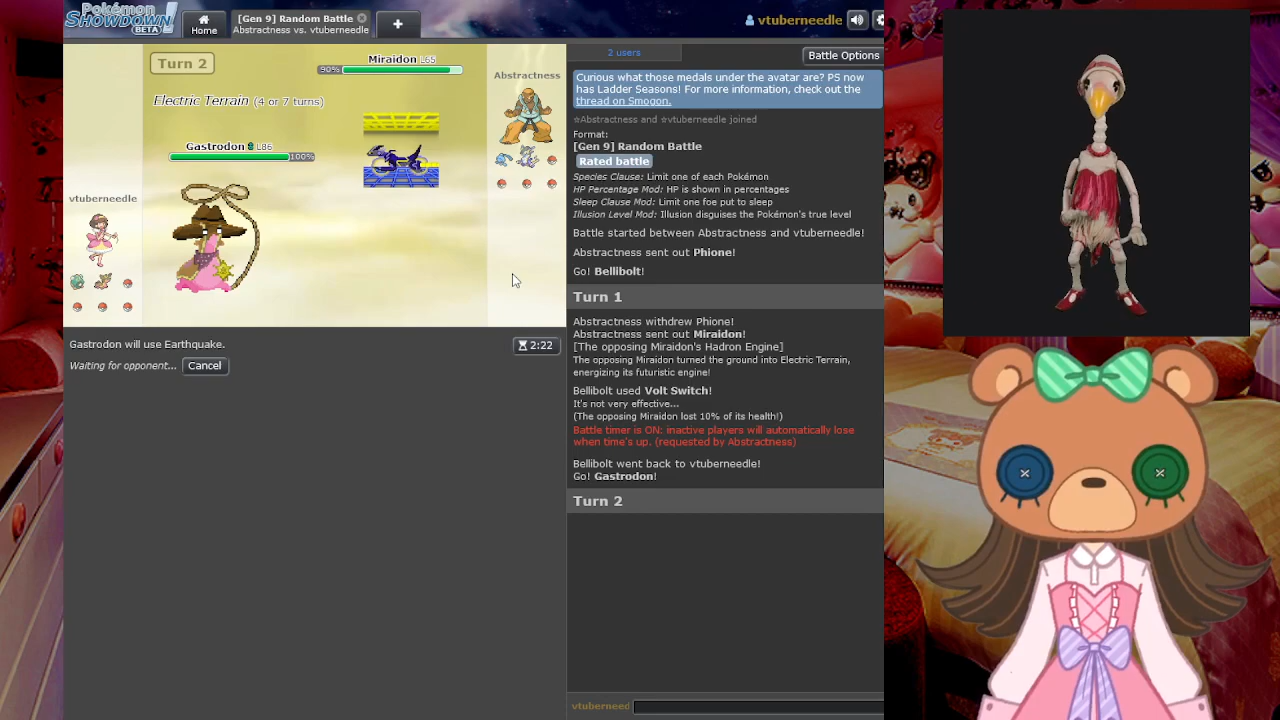 Pokémon
SHOWDOWN!
BETA
Home
[Gen 9] Random Battle
Abstractness vs. vtuberneedle
+
vtuberneedle
Turn 2
Miraidon L65
90%
Electric Terrain (4 or 7 turns)
Gastrodon L86
100%
Abstractness
vtuberneedle
Gastrodon will use Earthquake.
2:22
Waiting for opponent... Cancel
2 users
Battle Options
Curious what those medals under the avatar are? PS now
has Ladder Seasons! For more information, check out the
thread on Smogon.
☆Abstractness and ☆vtuberneedle joined
Format:
[Gen 9] Random Battle
Rated battle
Species Clause: Limit one of each Pokémon
HP Percentage Mod: HP is shown in percentages
Sleep Clause Mod: Limit one foe put to sleep
Illusion Level Mod: Illusion disguises the Pokémon's true level
Battle started between Abstractness and vtuberneedle!
Abstractness sent out Phione!
Go! Bellibolt!
Turn 1
Abstractness withdrew Phione!
Abstractness sent out Miraidon!
[The opposing Miraidon's Hadron Engine]
The opposing Miraidon turned the ground into Electric Terrain,
energizing its futuristic engine!
Bellibolt used Volt Switch!
It's not very effective...
(The opposing Miraidon lost 10% of its health!)
Battle timer is ON: inactive players will automatically lose
when time's up. (requested by Abstractness)
Bellibolt went back to vtuberneedle!
Go! Gastrodon!
Turn 2
vtuberneed